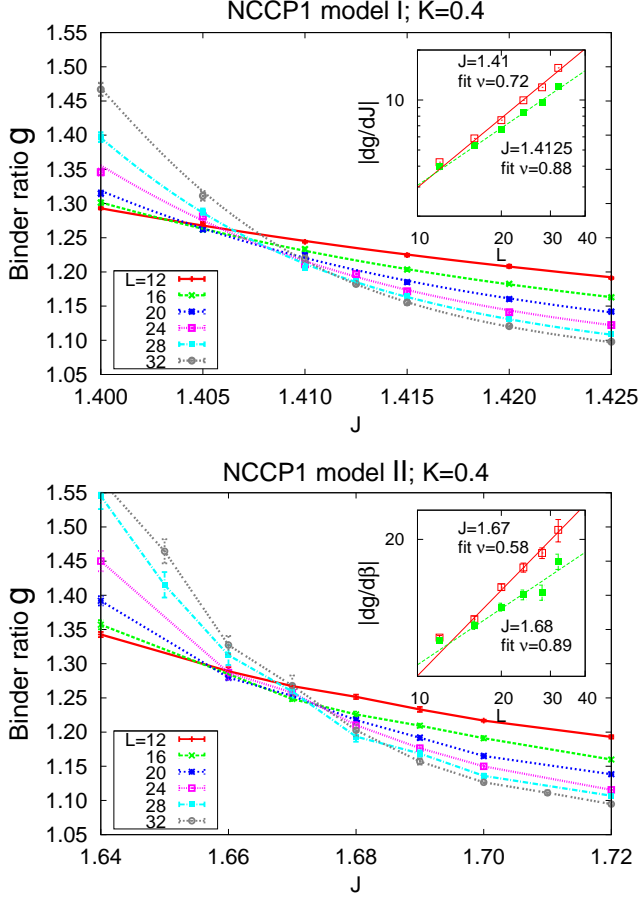 NCCP1 model I; K=0.4
Binder ratio g
1.55
1.50
1.45
1.40
1.35
1.30
1.25
1.20
1.15
1.10
1.05
1.400
1.405
1.410
1.415
1.420
1.425
J
L=12
16
20
24
28
32
|dg/dJ|
10
J=1.41
fit ν=0.72
J=1.4125
fit ν=0.88
10
20
30
40
L
NCCP1 model II; K=0.4
Binder ratio g
1.55
1.50
1.45
1.40
1.35
1.30
1.25
1.20
1.15
1.10
1.05
1.64
1.66
1.68
1.70
1.72
J
L=12
16
20
24
28
32
|dg/dβ|
20
J=1.67
fit ν=0.58
J=1.68
fit ν=0.89
10
20
30
40
L